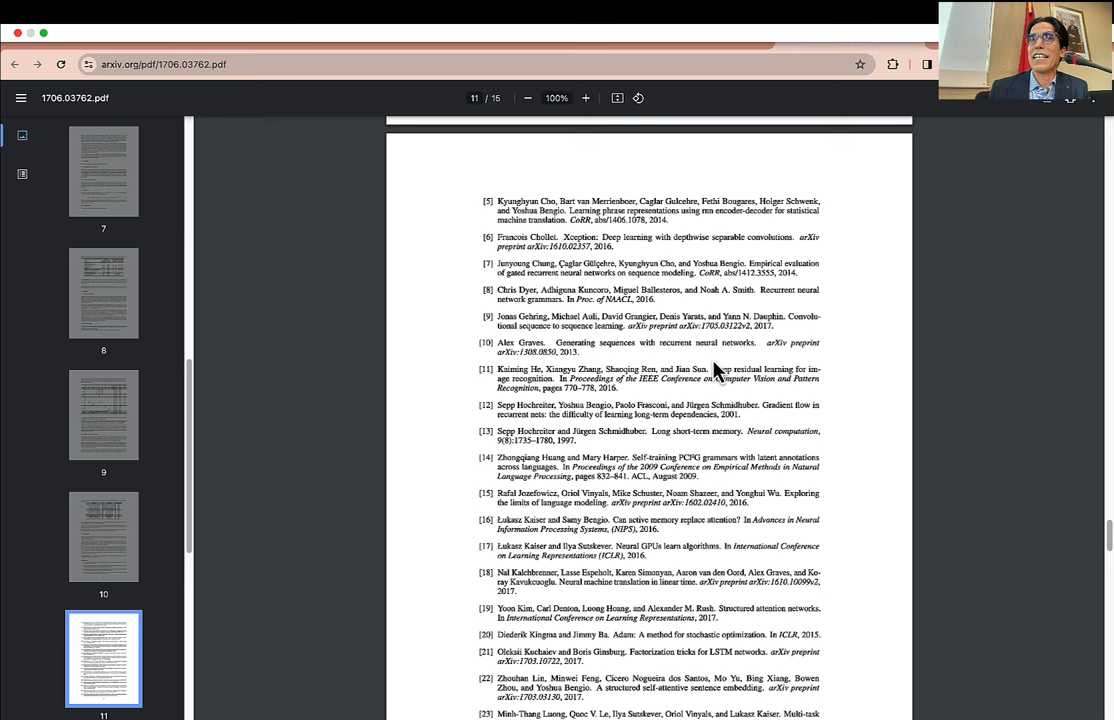 arxiv.org/pdf/1706.03762.pdf
1706.03762.pdf
11 / 15
100%
7
8
9
10
11
[5] Kyunghyun Cho, Bart van Merrienboer, Caglar Gulcehre, Fethi Bougares, Holger Schwenk,
and Yoshua Bengio. Learning phrase representations using rnn encoder-decoder for statistical
machine translation. CoRR, abs/1406.1078, 2014.
[6] Francois Chollet. Xception: Deep learning with depthwise separable convolutions. arXiv
preprint arXiv:1610.02357, 2016.
[7] Junyoung Chung, Çaglar Gülçehre, Kyunghyun Cho, and Yoshua Bengio. Empirical evaluation
of gated recurrent neural networks on sequence modeling. CoRR, abs/1412.3555, 2014.
[8] Chris Dyer, Adhiguna Kuncoro, Miguel Ballesteros, and Noah A. Smith. Recurrent neural
network grammars. In Proc. of NAACL, 2016.
[9] Jonas Gehring, Michael Auli, David Grangier, Denis Yarats, and Yann N. Dauphin. Convolu-
tional sequence to sequence learning. arXiv preprint arXiv:1705.03122v2, 2017.
[10] Alex Graves. Generating sequences with recurrent neural networks. arXiv preprint
arXiv:1308.0850, 2013.
[11] Kaiming He, Xiangyu Zhang, Shaoqing Ren, and Jian Sun. ep residual learning for im-
age recognition. In Proceedings of the IEEE Conference on Computer Vision and Pattern
Recognition, pages 770–778, 2016.
[12] Sepp Hochreiter, Yoshua Bengio, Paolo Frasconi, and Jürgen Schmidhuber. Gradient flow in
recurrent nets: the difficulty of learning long-term dependencies, 2001.
[13] Sepp Hochreiter and Jürgen Schmidhuber. Long short-term memory. Neural computation,
9(8):1735–1780, 1997.
[14] Zhongqiang Huang and Mary Harper. Self-training PCFG grammars with latent annotations
across languages. In Proceedings of the 2009 Conference on Empirical Methods in Natural
Language Processing, pages 832–841. ACL, August 2009.
[15] Rafal Jozefowicz, Oriol Vinyals, Mike Schuster, Noam Shazeer, and Yonghui Wu. Exploring
the limits of language modeling. arXiv preprint arXiv:1602.02410, 2016.
[16] Łukasz Kaiser and Samy Bengio. Can active memory replace attention? In Advances in Neural
Information Processing Systems, (NIPS), 2016.
[17] Łukasz Kaiser and Ilya Sutskever. Neural GPUs learn algorithms. In International Conference
on Learning Representations (ICLR), 2016.
[18] Nal Kalchbrenner, Lasse Espeholt, Karen Simonyan, Aaron van den Oord, Alex Graves, and Ko-
ray Kavukcuoglu. Neural machine translation in linear time. arXiv preprint arXiv:1610.10099v2,
2017.
[19] Yoon Kim, Carl Denton, Luong Hoang, and Alexander M. Rush. Structured attention networks.
In International Conference on Learning Representations, 2017.
[20] Diederik Kingma and Jimmy Ba. Adam: A method for stochastic optimization. In ICLR, 2015.
[21] Oleksii Kuchaiev and Boris Ginsburg. Factorization tricks for LSTM networks. arXiv preprint
arXiv:1703.10722, 2017.
[22] Zhouhan Lin, Minwei Feng, Cicero Nogueira dos Santos, Mo Yu, Bing Xiang, Bowen
Zhou, and Yoshua Bengio. A structured self-attentive sentence embedding. arXiv preprint
arXiv:1703.03130, 2017.
[23] Minh-Thang Luong, Quoc V. Le, Ilya Sutskever, Oriol Vinyals, and Lukasz Kaiser. Multi-task